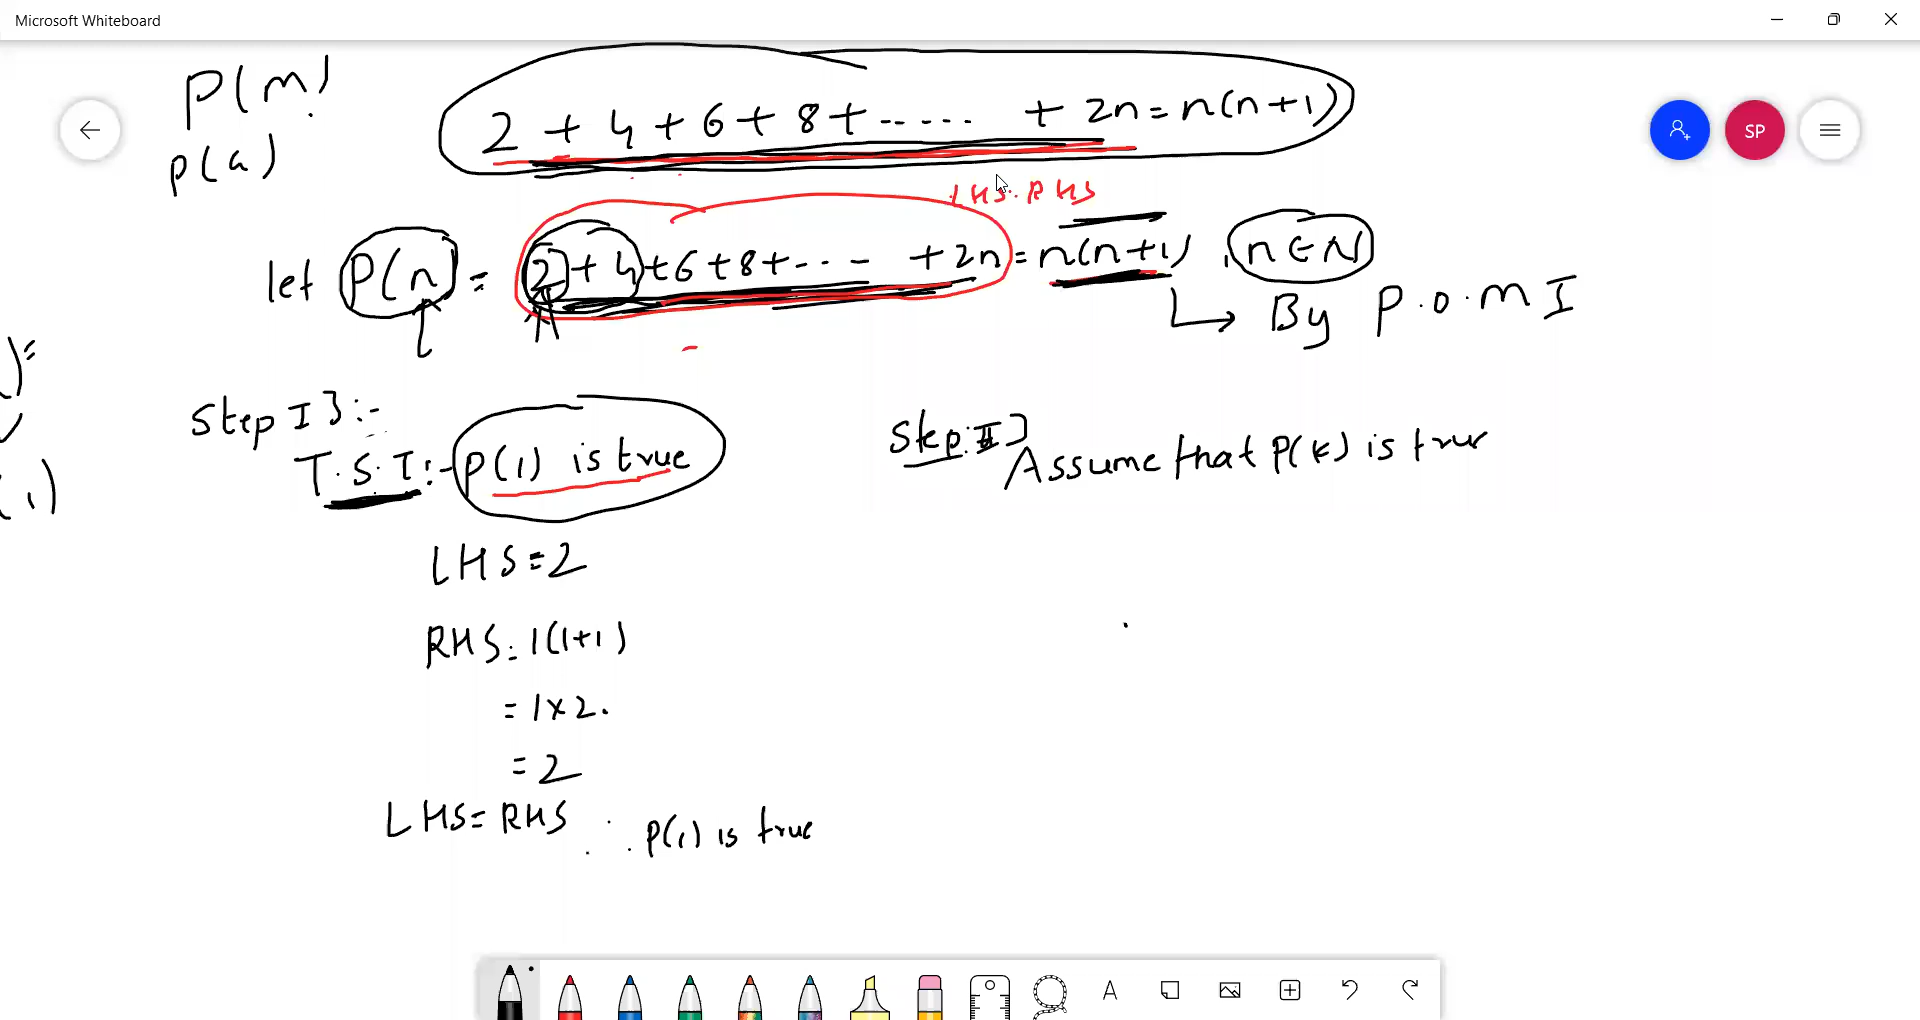 Microsoft Whiteboard
P(m)
P(a)
2 + 4 + 6 + 8 + ----- + 2n = n(n+1)
SP
LHS. RHS
let P(n) = 2 + 4 + 6 + 8 + --- + 2n = n(n+1), n ∈ N
↳ By P.O.M I
) =
Step I] :-
T.S.T :- P(1) is true
Step: II]
Assume that P(k) is true
( 1 )
LHS = 2
RHS = 1(1+1)
= 1 × 2.
= 2
LHS = RHS ∴ P(1) is true
A